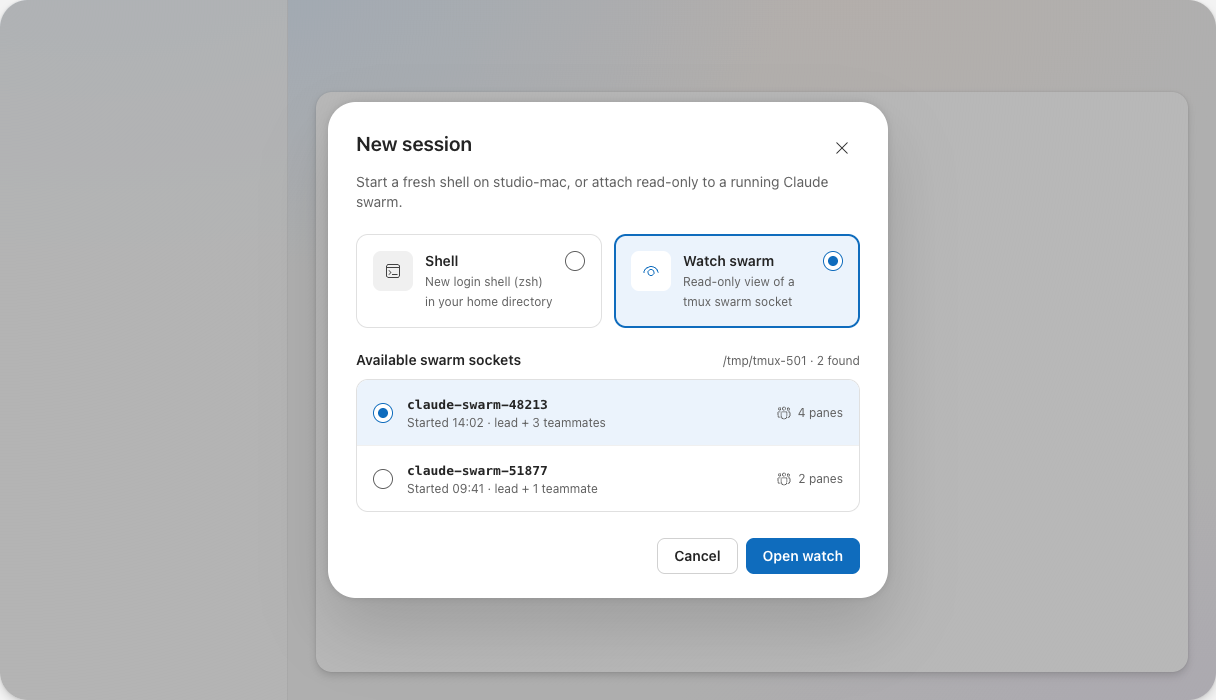 New session
Start a fresh shell on studio-mac, or attach read-only to a running Claude
swarm.
Shell
New login shell (zsh)
in your home directory
Watch swarm
Read-only view of a
tmux swarm socket
Available swarm sockets
/tmp/tmux-501 · 2 found
claude-swarm-48213
Started 14:02 · lead + 3 teammates
4 panes
claude-swarm-51877
Started 09:41 · lead + 1 teammate
2 panes
Cancel
Open watch